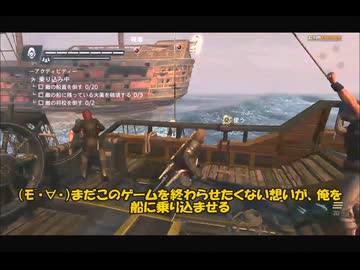 ーアクティビティー
乗り込み中
敵の船員を倒す 0/20
敵の船に残っている火薬を破壊する 0/3
敵の将校を倒す 0/2
(モ・∀・)まだこのゲームを終わらせたくない想いが、俺を
船に乗り込ませる